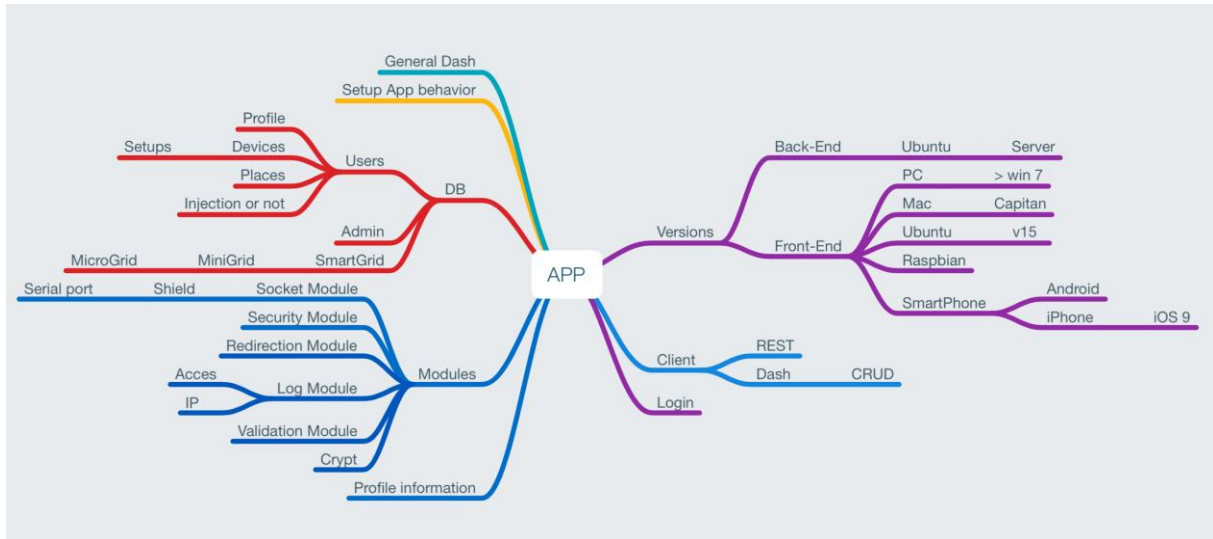 General Dash
Setup App behavior
Profile
Setups Devices
Users
Places
Injection or not
DB
Admin
MicroGrid MiniGrid SmartGrid
Serial port Shield Socket Module
Security Module
Redirection Module
Acces
Log Module
IP
Modules
Validation Module
Crypt
Profile information
APP
Versions
Back-End Ubuntu Server
Front-End
PC > win 7
Mac Capitan
Ubuntu v15
Raspbian
SmartPhone
Android
iPhone iOS 9
Client
REST
Dash CRUD
Login